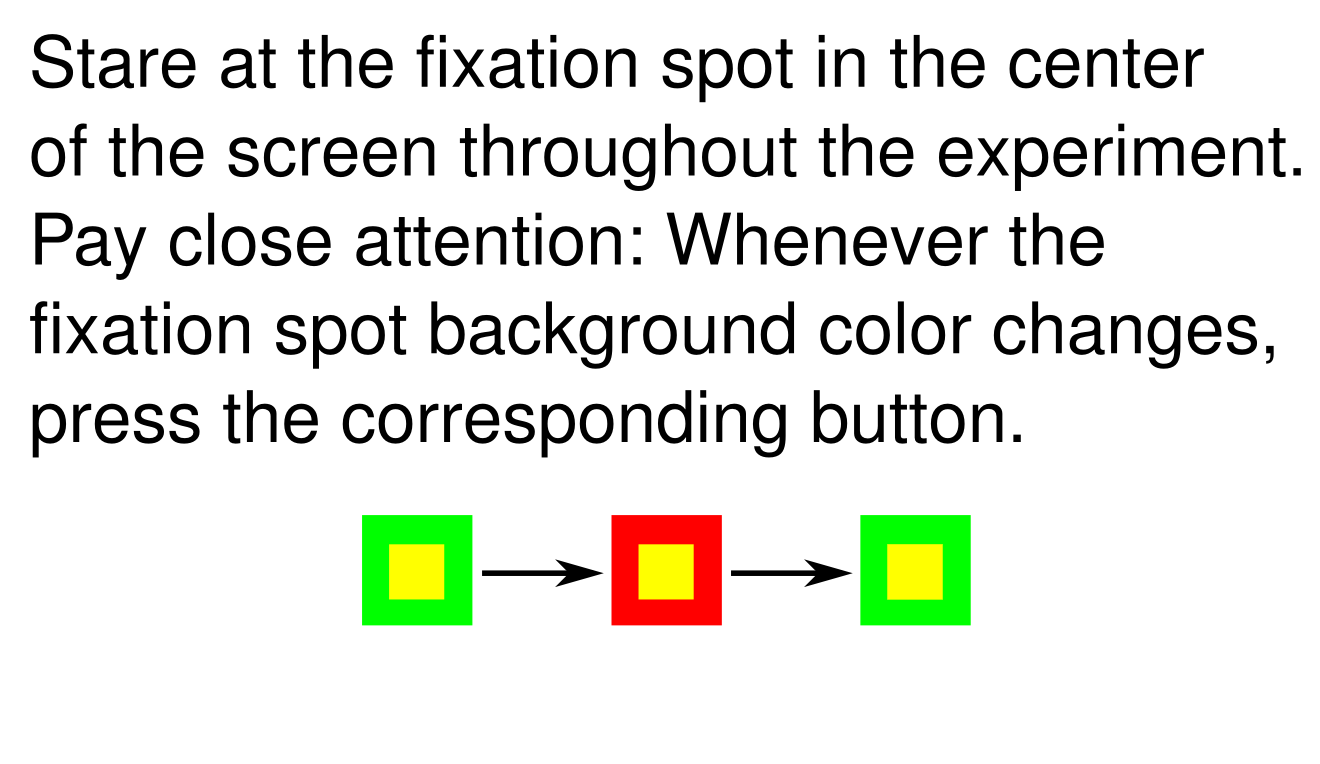 Stare at the fixation spot in the center
of the screen throughout the experiment.
Pay close attention: Whenever the
fixation spot background color changes,
press the corresponding button.